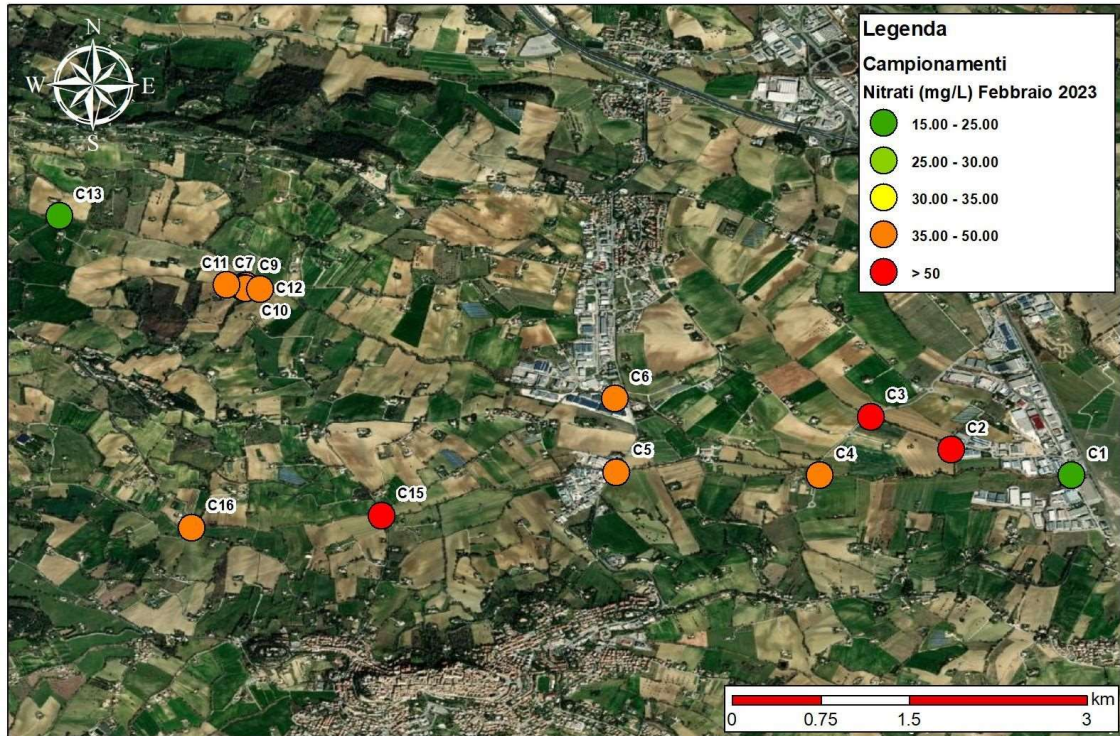 N
W E
S
Legenda
Campionamenti
Nitrati (mg/L) Febbraio 2023
15.00 - 25.00
25.00 - 30.00
30.00 - 35.00
35.00 - 50.00
> 50
C13
C11 C7 C9
C12
C10
C6
C3
C2
C5
C4
C1
C15
C16
km
0 0.75 1.5 3